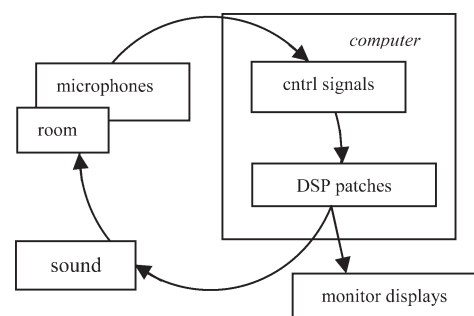 computer
microphones
cntrl signals
room
DSP patches
sound
monitor displays